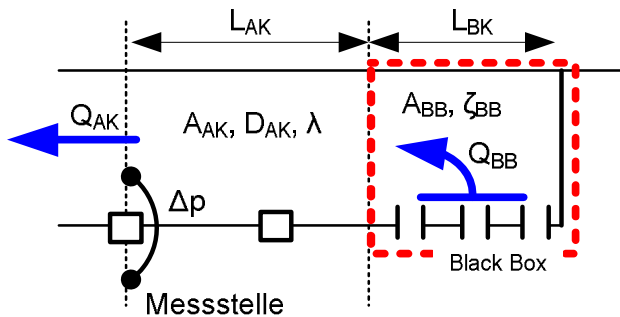 L_AK
L_BK
Q_AK
A_AK, D_AK, λ
A_BB, ζ_BB
Q_BB
Δp
Black Box
Messstelle